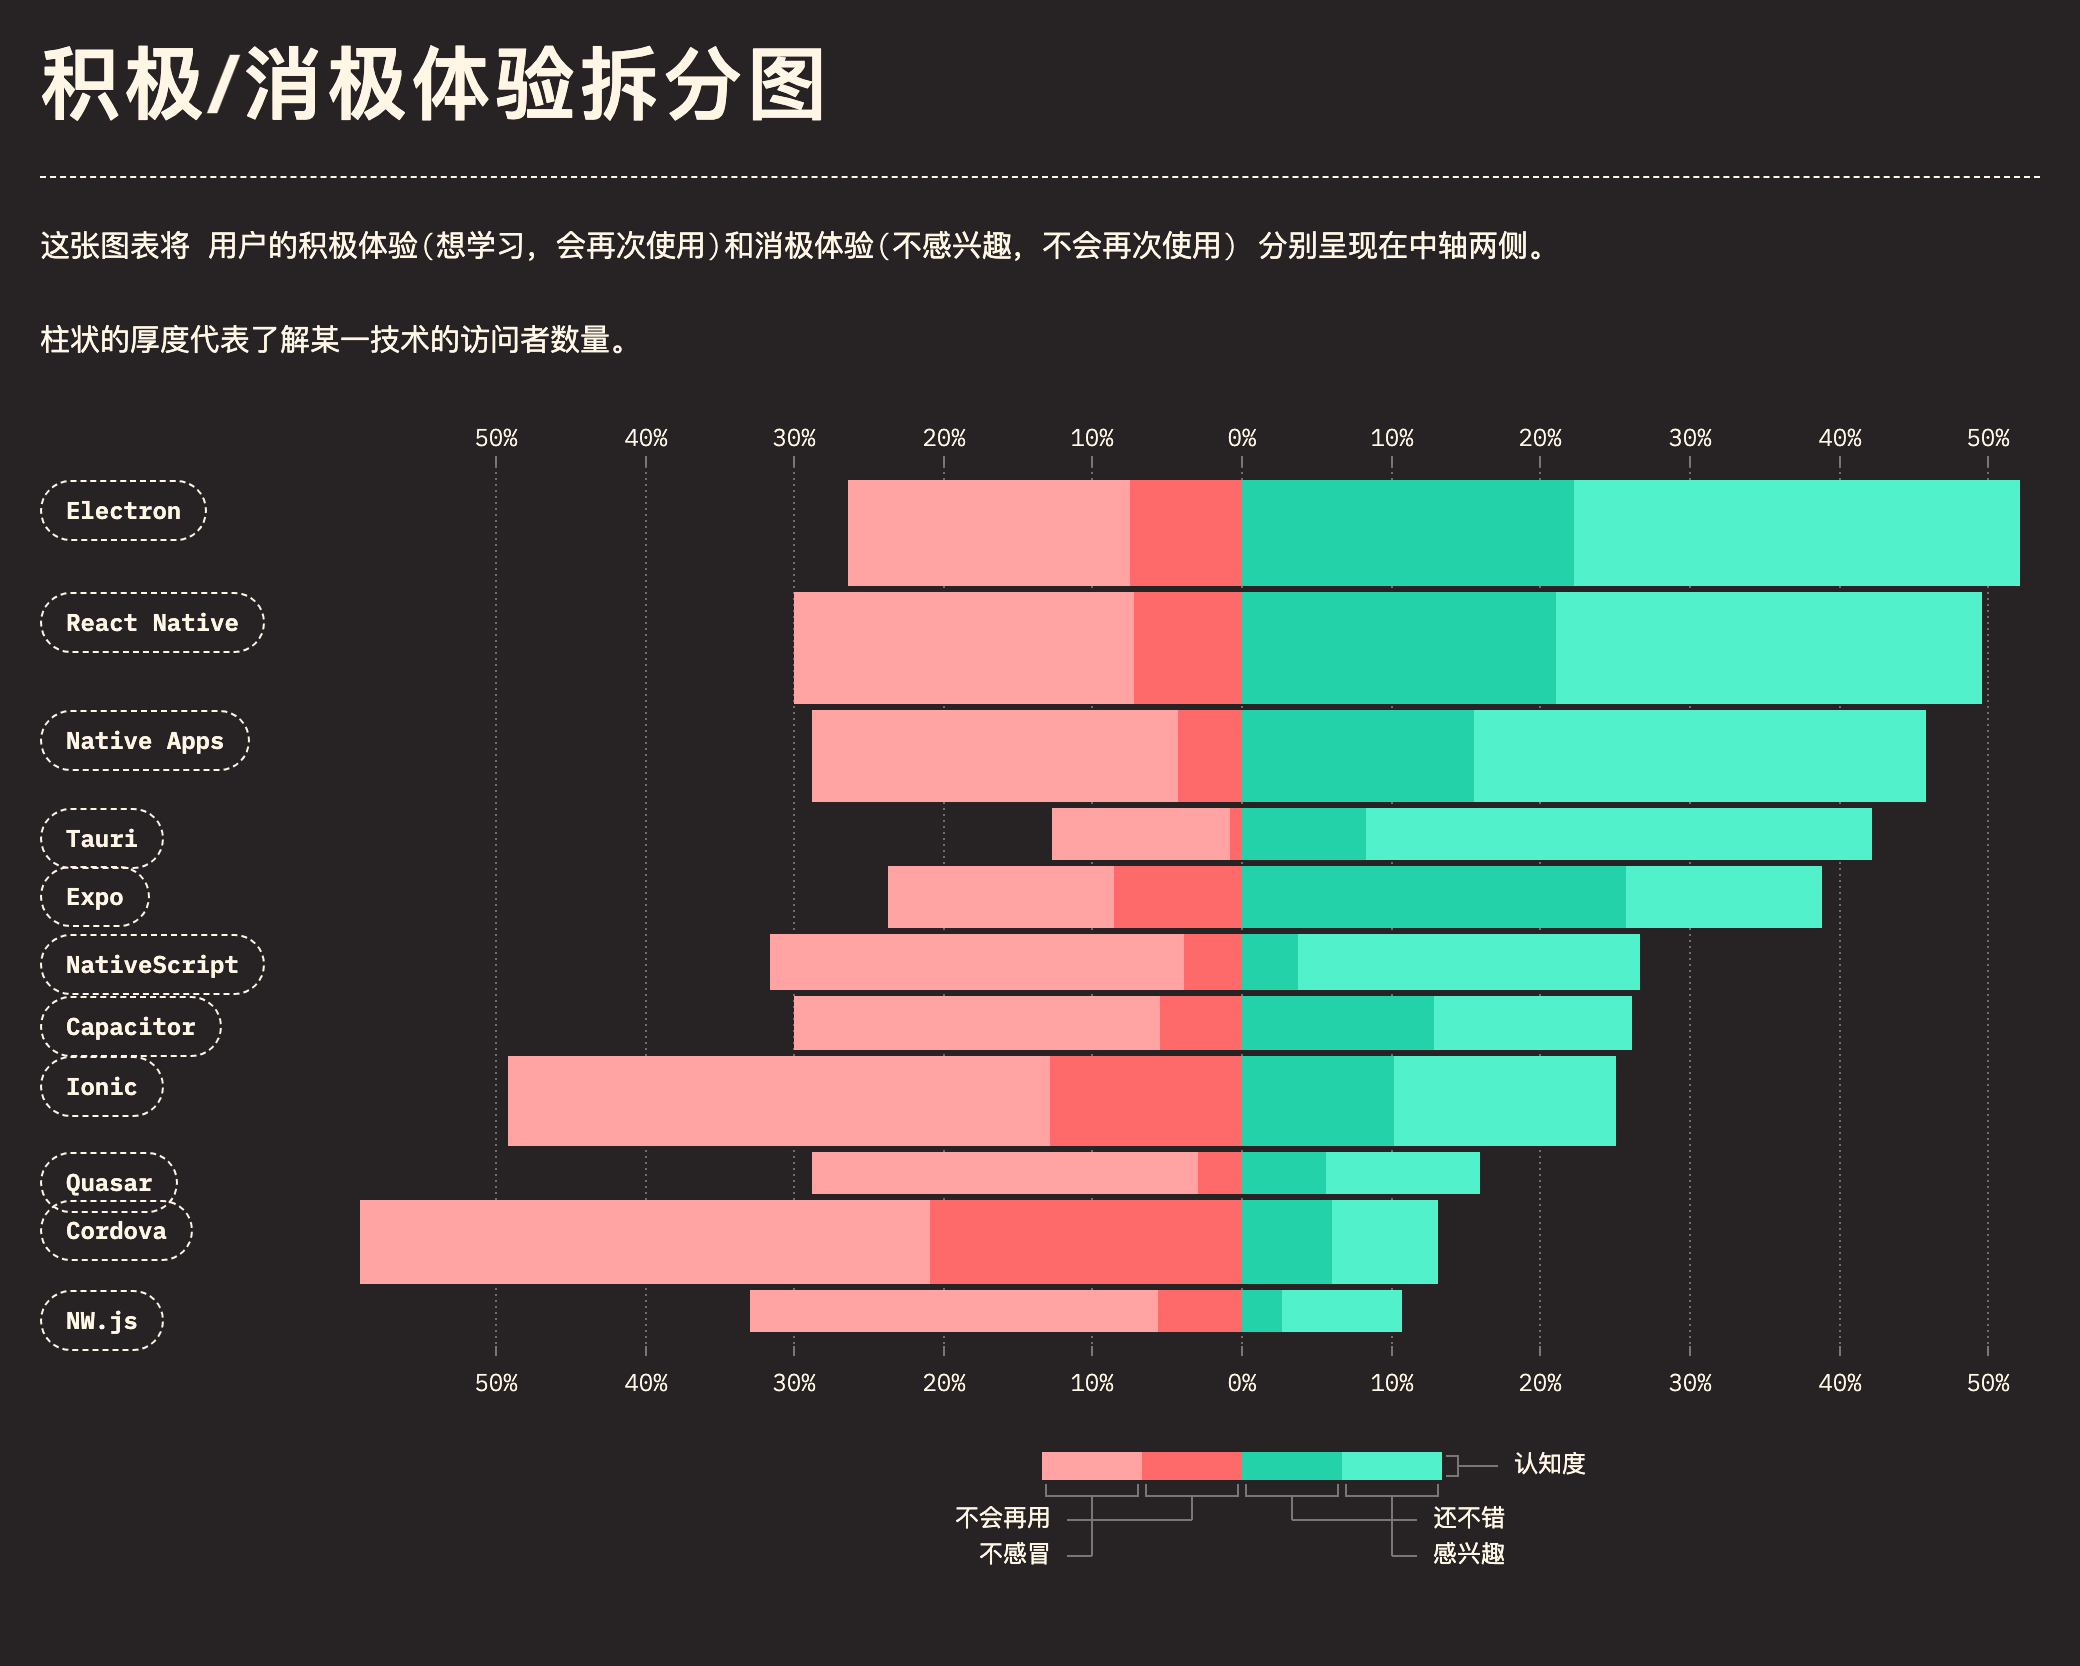 积极/消极体验拆分图
这张图表将 用户的积极体验(想学习, 会再次使用)和消极体验(不感兴趣, 不会再次使用) 分别呈现在中轴两侧。
柱状的厚度代表了解某一技术的访问者数量。
50% 40% 30% 20% 10% 0% 10% 20% 30% 40% 50%
Electron
React Native
Native Apps
Tauri
Expo
NativeScript
Capacitor
Ionic
Quasar
Cordova
NW.js
50% 40% 30% 20% 10% 0% 10% 20% 30% 40% 50%
认知度
不会再用 还不错
不感冒 感兴趣